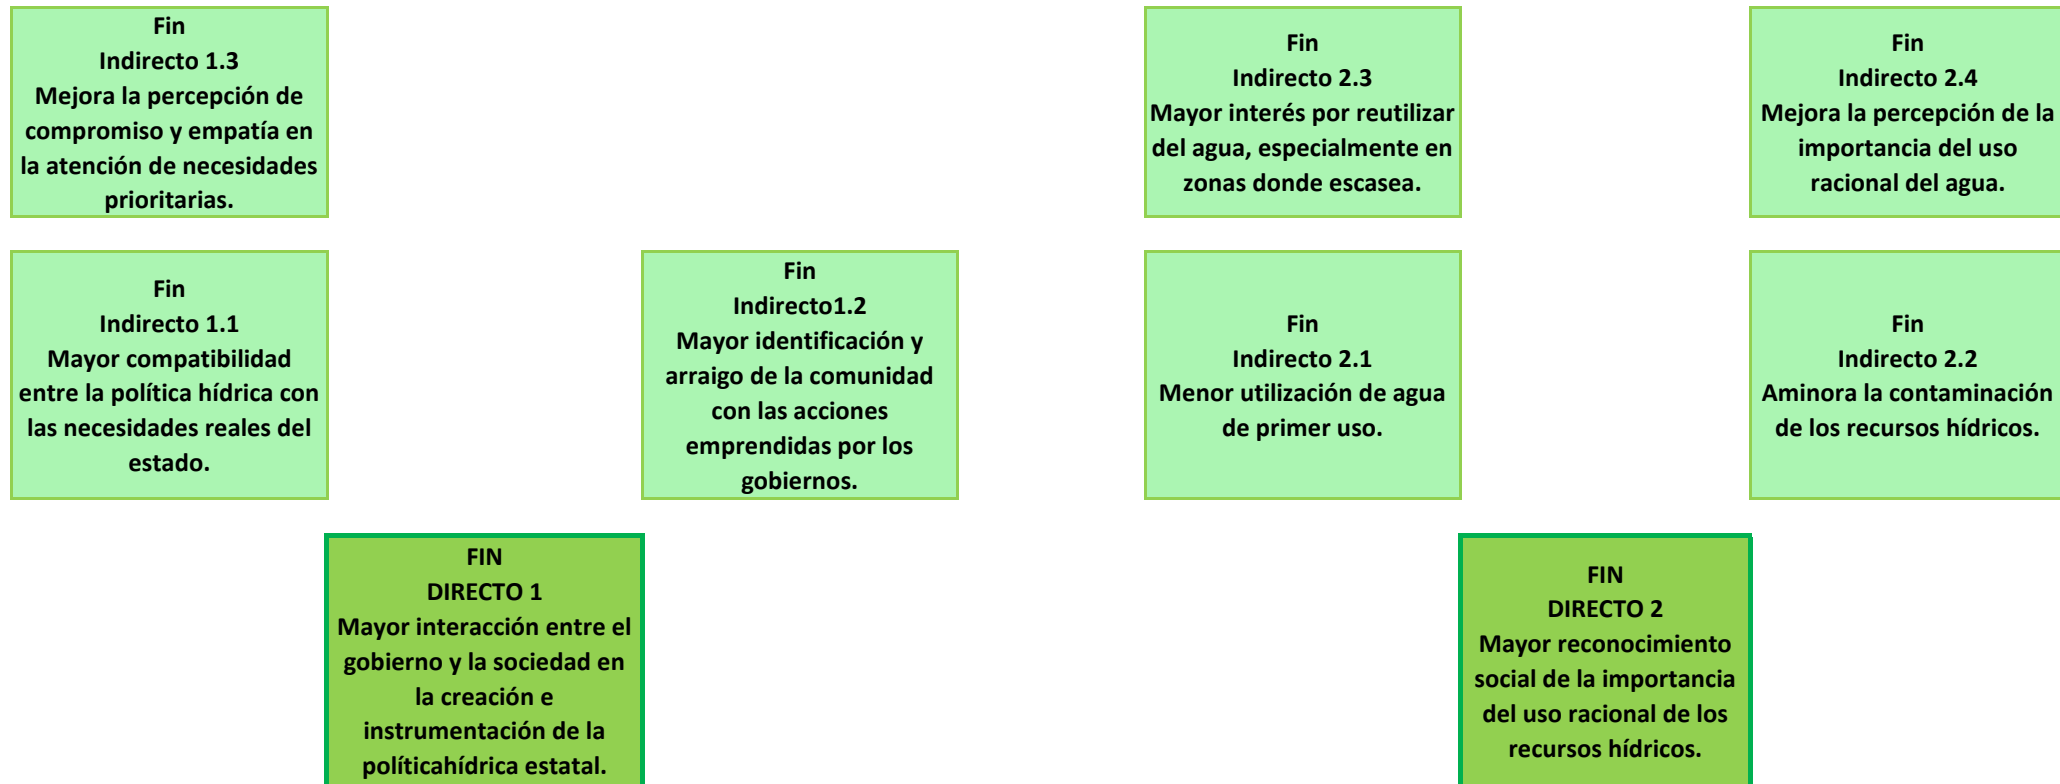 Fin
Indirecto 1.3
Mejora la percepción de
compromiso y empatía en
la atención de necesidades
prioritarias.
Fin
Indirecto 2.3
Mayor interés por reutilizar
del agua, especialmente en
zonas donde escasea.
Fin
Indirecto 2.4
Mejora la percepción de la
importancia del uso
racional del agua.
Fin
Indirecto 1.1
Mayor compatibilidad
entre la política hídrica con
las necesidades reales del
estado.
Fin
Indirecto1.2
Mayor identificación y
arraigo de la comunidad
con las acciones
emprendidas por los
gobiernos.
Fin
Indirecto 2.1
Menor utilización de agua
de primer uso.
Fin
Indirecto 2.2
Aminora la contaminación
de los recursos hídricos.
FIN
DIRECTO 1
Mayor interacción entre el
gobierno y la sociedad en
la creación e
instrumentación de la
políticahídrica estatal.
FIN
DIRECTO 2
Mayor reconocimiento
social de la importancia
del uso racional de los
recursos hídricos.